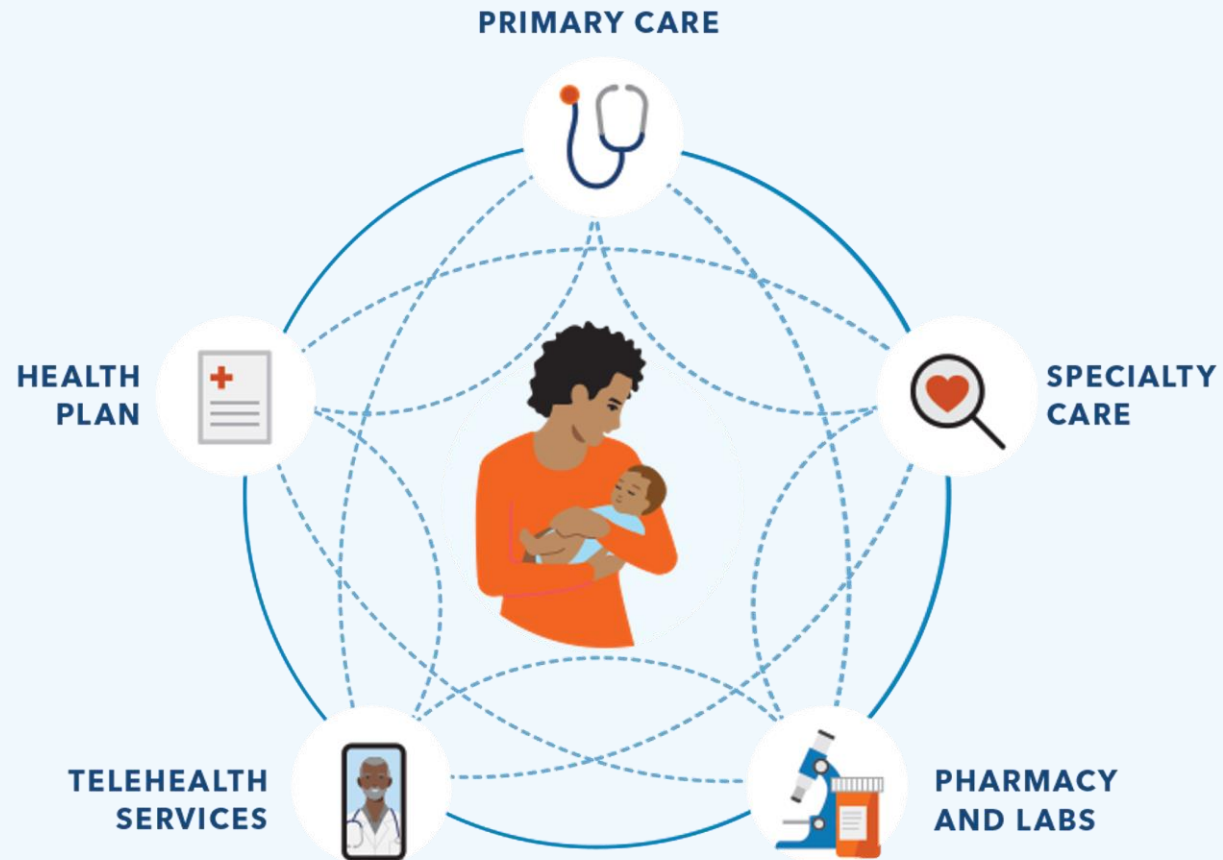 PRIMARY CARE
HEALTH
PLAN
SPECIALTY
CARE
TELEHEALTH
SERVICES
PHARMACY
AND LABS